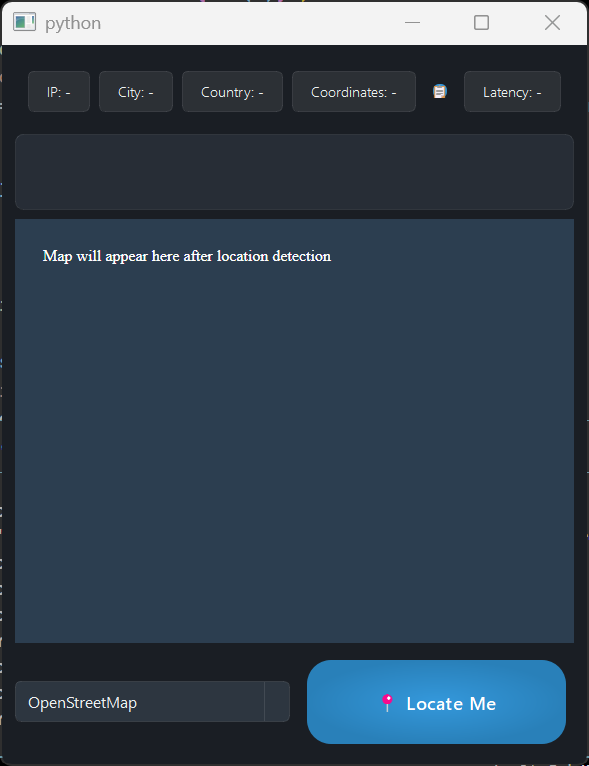 python
IP: - City: - Country: - Coordinates: - Latency: -
Map will appear here after location detection
OpenStreetMap
Locate Me